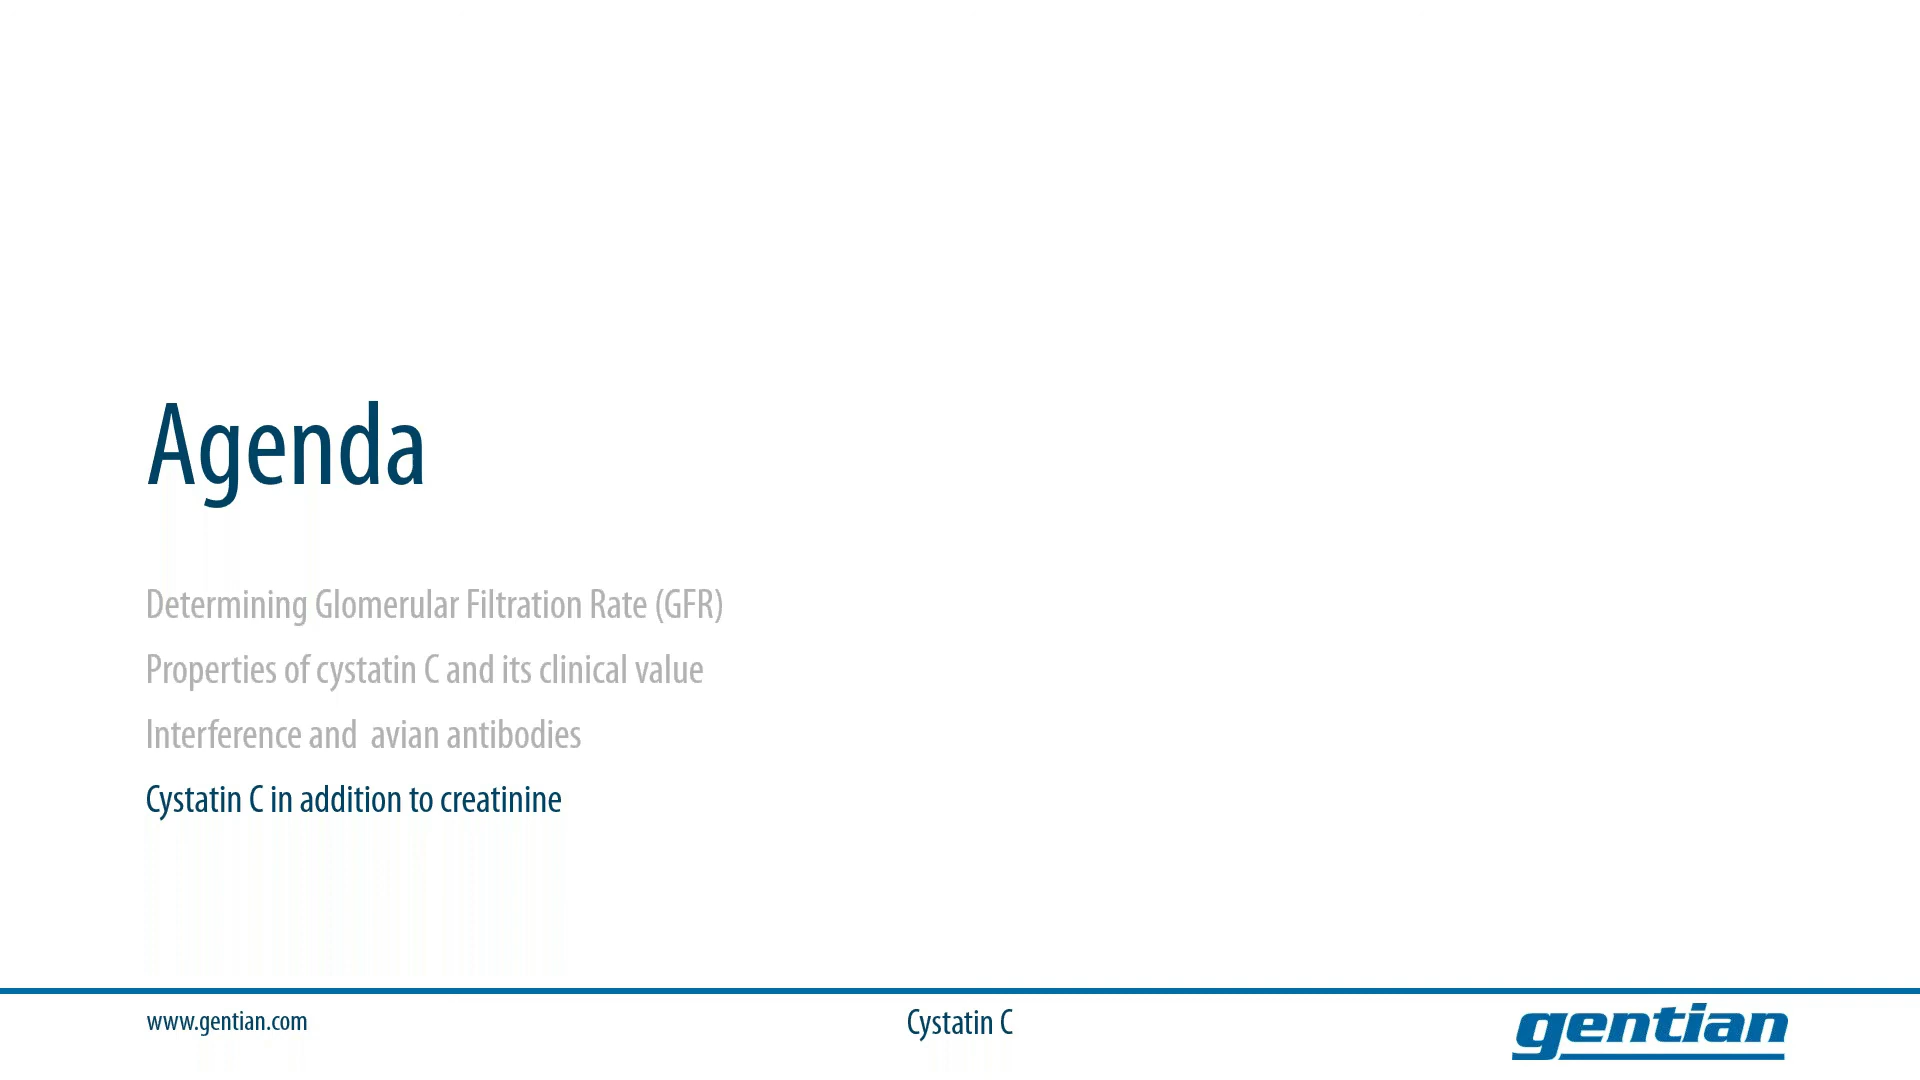 Agenda
Determining Glomerular Filtration Rate (GFR)
Properties of cystatin C and its clinical value
Interference and  avian antibodies
Cystatin C in addition to creatinine
www.gentian.com
Cystatin C
gentian